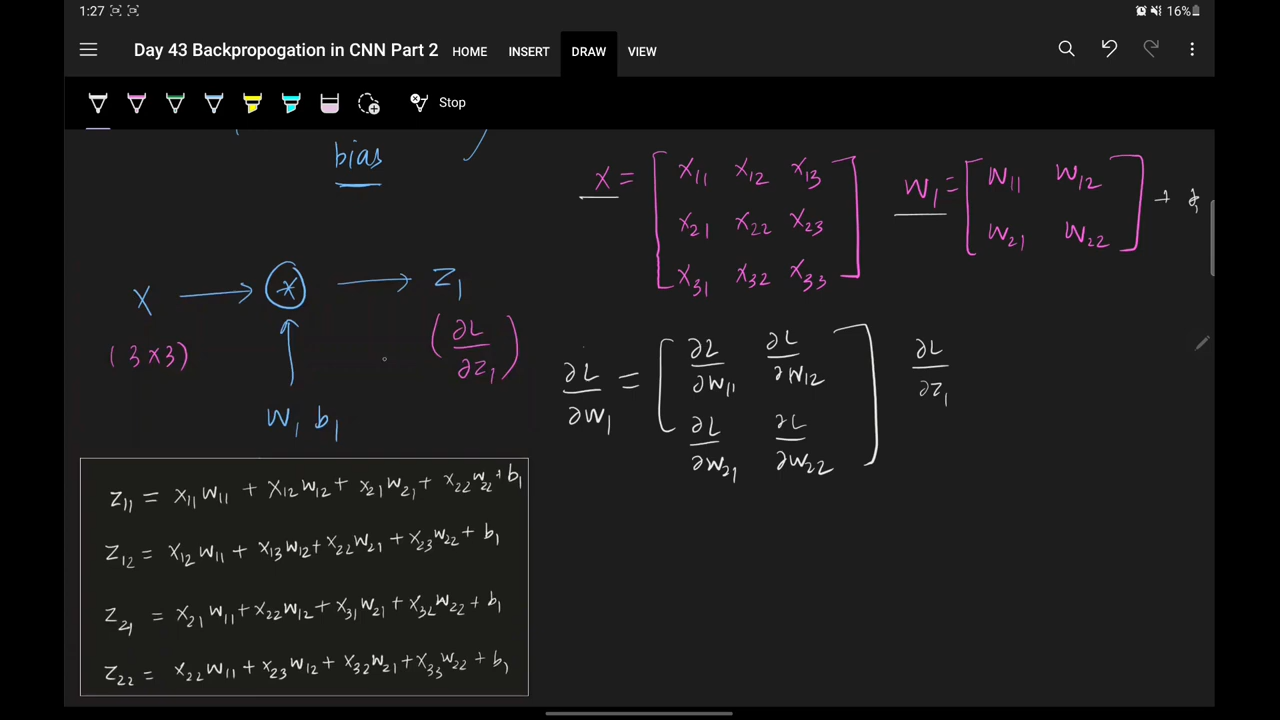 1:27 16%
Day 43 Backpropogation in CNN Part 2 HOME INSERT DRAW VIEW
Stop
bias
X = [ x11 x12 x13
x21 x22 x23
x31 x32 x33 ]
W1 = [ W11 W12
W21 W22 ] +
X → * → Z1
(3x3)
(∂L/∂Z1)
W1 b1
∂L/∂W1 = [ ∂L/∂W11 ∂L/∂W12
∂L/∂W21 ∂L/∂W22 ]
∂L/∂Z1
Z11 = x11 W11 + x12 W12 + x21 W21 + x22 W22 + b1
Z12 = x12 W11 + x13 W12 + x22 W21 + x23 W22 + b1
Z21 = x21 W11 + x22 W12 + x31 W21 + x32 W22 + b1
Z22 = x22 W11 + x23 W12 + x32 W21 + x33 W22 + b1